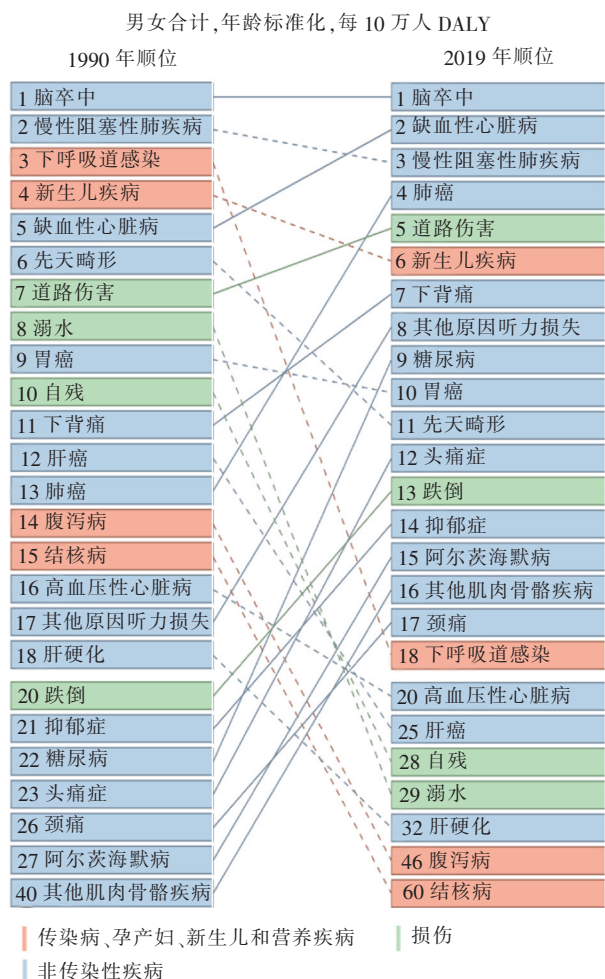 男女合计,年龄标准化,每 10 万人 DALY
1990 年顺位
1 脑卒中
2 慢性阻塞性肺疾病
3 下呼吸道感染
4 新生儿疾病
5 缺血性心脏病
6 先天畸形
7 道路伤害
8 溺水
9 胃癌
10 自残
11 下背痛
12 肝癌
13 肺癌
14 腹泻病
15 结核病
16 高血压性心脏病
17 其他原因听力损失
18 肝硬化
20 跌倒
21 抑郁症
22 糖尿病
23 头痛症
26 颈痛
27 阿尔茨海默病
40 其他肌肉骨骼疾病
2019 年顺位
1 脑卒中
2 缺血性心脏病
3 慢性阻塞性肺疾病
4 肺癌
5 道路伤害
6 新生儿疾病
7 下背痛
8 其他原因听力损失
9 糖尿病
10 胃癌
11 先天畸形
12 头痛症
13 跌倒
14 抑郁症
15 阿尔茨海默病
16 其他肌肉骨骼疾病
17 颈痛
18 下呼吸道感染
20 高血压性心脏病
25 肝癌
28 自残
29 溺水
32 肝硬化
46 腹泻病
60 结核病
传染病、孕产妇、新生儿和营养疾病
损伤
非传染性疾病